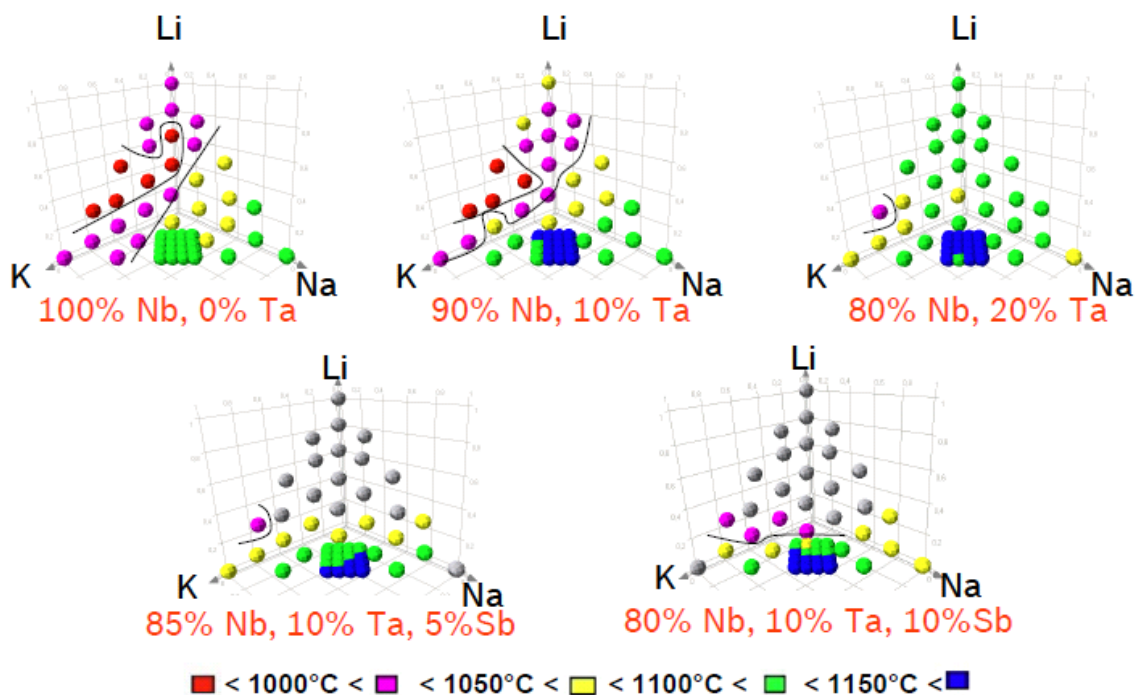 Li
Li
Li
K
Na
K
Na
K
Na
100% Nb, 0% Ta
90% Nb, 10% Ta
80% Nb, 20% Ta
Li
Li
K
Na
K
Na
85% Nb, 10% Ta, 5%Sb
80% Nb, 10% Ta, 10%Sb
< 1000°C < < 1050°C < < 1100°C < < 1150°C <